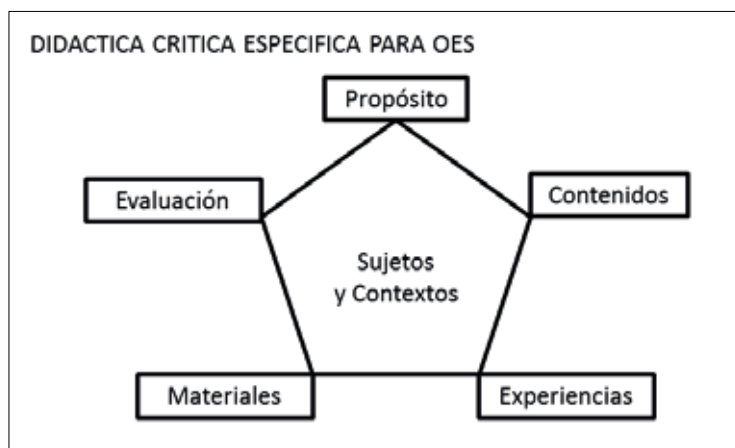 DIDACTICA CRITICA ESPECIFICA PARA OES
Propósito
Evaluación
Contenidos
Sujetos
y Contextos
Materiales
Experiencias